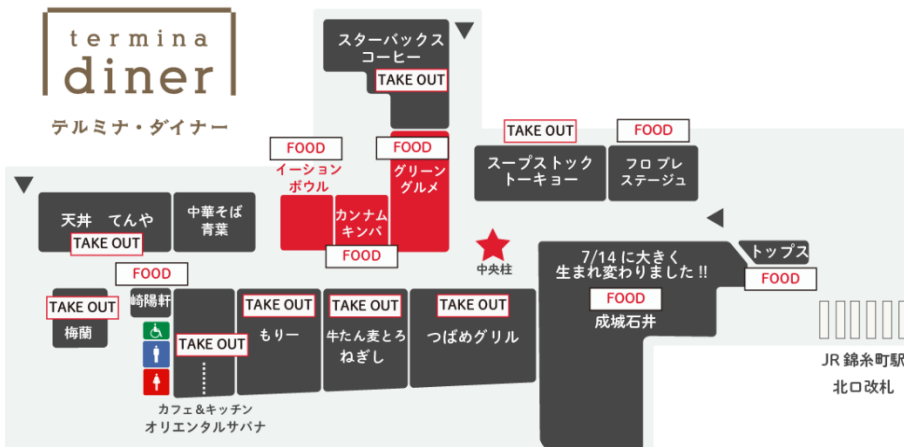 termina
diner
テルミナ・ダイナー
スターバックス
コーヒー
TAKE OUT
FOOD
イーション
ボウル
FOOD
グリーン
グルメ
カンナム
キンパ
FOOD
TAKE OUT
スープストック
トーキョー
FOOD
フロ プレ
ステージュ
天丼 てんや
TAKE OUT
中華そば
青葉
中央柱
7/14 に大きく
生まれ変わりました !!
FOOD
成城石井
トップス
FOOD
FOOD
崎陽軒
TAKE OUT
梅蘭
TAKE OUT
カフェ&キッチン
オリエンタルサバナ
TAKE OUT
もりー
TAKE OUT
牛たん麦とろ
ねぎし
TAKE OUT
つばめグリル
JR 錦糸町駅
北口改札